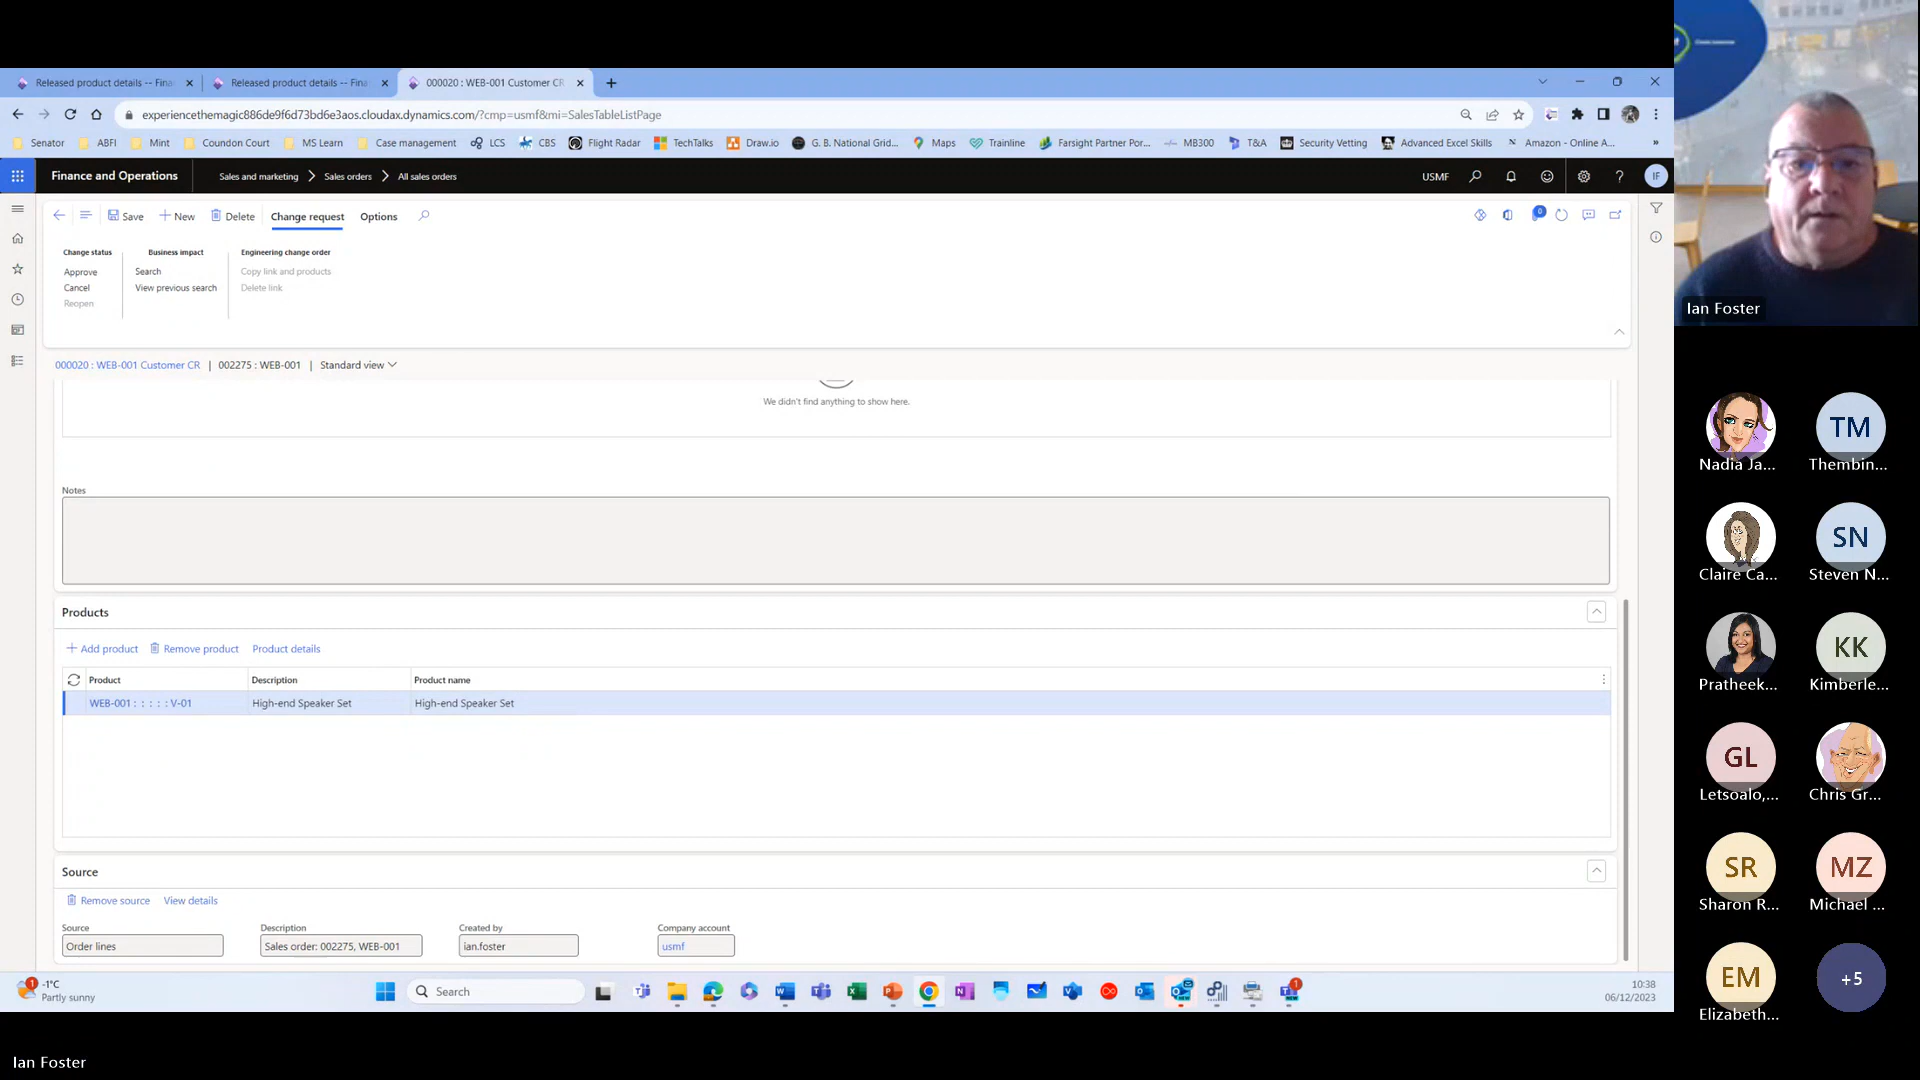 Released product details -- Fina
Released product details -- Fina
000020 : WEB-001 Customer CR
experiencethemagic886de9f6d73bd6e3aos.cloudax.dynamics.com/?cmp=usmf&mi=SalesTableListPage
Senator
ABFI
Mint
Coundon Court
MS Learn
Case management
LCS
CBS
Flight Radar
TechTalks
Draw.io
G. B. National Grid...
Maps
Trainline
Farsight Partner Por...
MB300
T&A
Security Vetting
Advanced Excel Skills
Amazon - Online A...
»
Finance and Operations
Sales and marketing
Sales orders
All sales orders
USMF
?
IF
Save
New
Delete
Change request
Options
0
Change status
Business impact
Engineering change order
Approve
Search
Copy link and products
Cancel
View previous search
Delete link
Reopen
000020 : WEB-001 Customer CR | 002275 : WEB-001 | Standard view
We didn't find anything to show here.
Notes
Products
Add product
Remove product
Product details
Product
Description
Product name
WEB-001 : : : : : V-01
High-end Speaker Set
High-end Speaker Set
Source
Remove source
View details
Source
Description
Created by
Company account
Order lines
Sales order: 002275, WEB-001
ian.foster
usmf
1
-1°C
Partly sunny
Search
1
10:38
06/12/2023
Ian Foster
Ian Foster
TM
Nadia Ja...
Thembin...
SN
Claire Ca...
Steven N...
KK
Pratheek...
Kimberle...
GL
Letsoalo,...
Chris Gr...
SR
MZ
Sharon R...
Michael ...
EM
+5
Elizabeth...